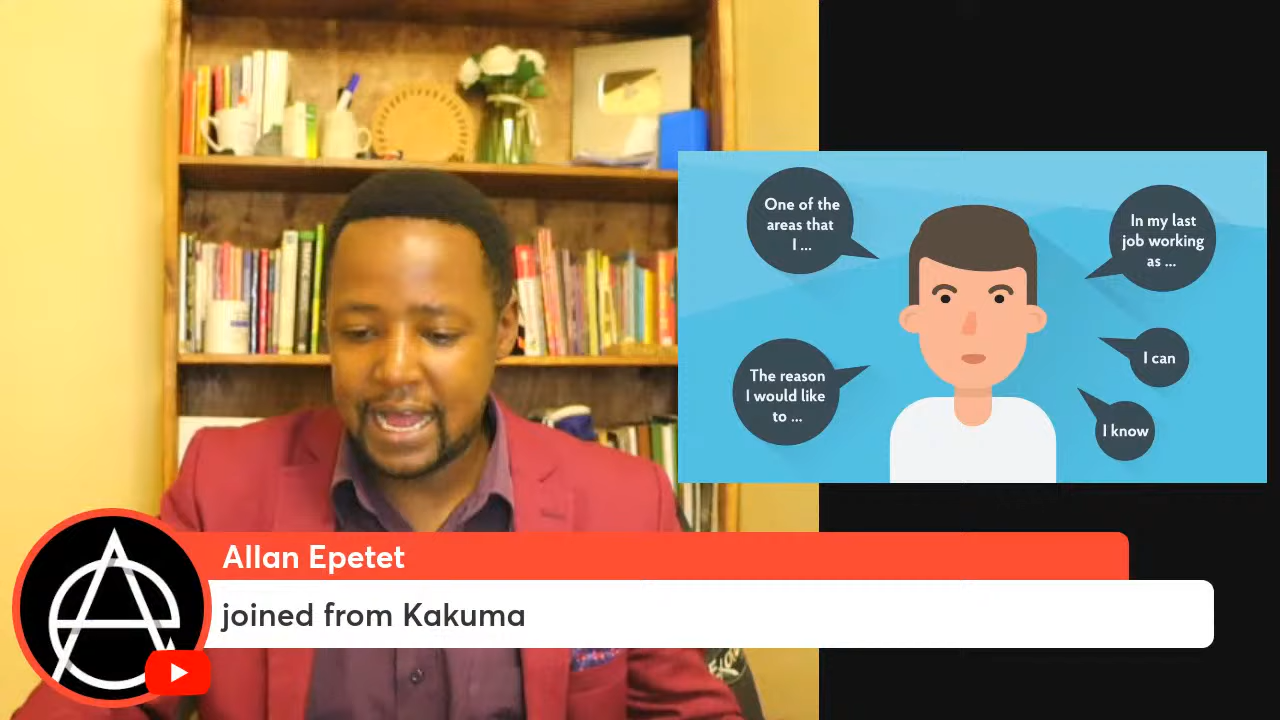 One of the
areas that
I ...
In my last
job working
as ...
The reason
I would like
to ...
I can
I know
Allan Epetet
joined from Kakuma